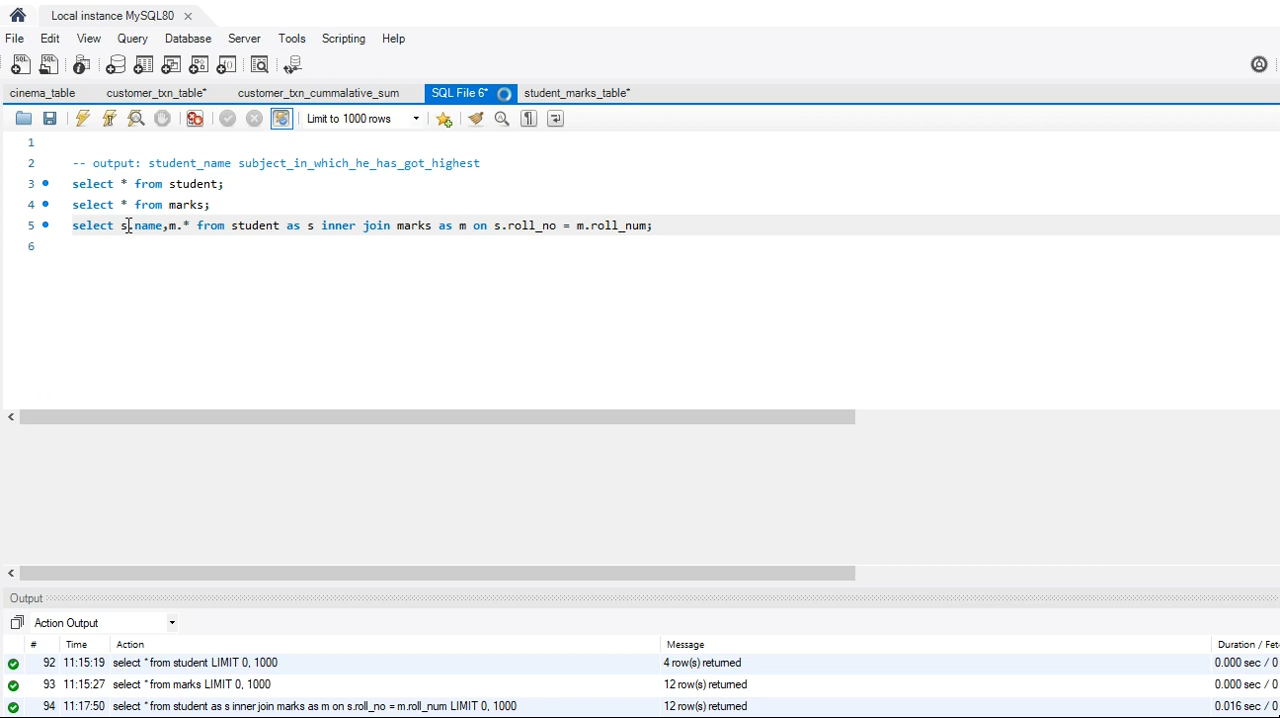 Local instance MySQL80
File Edit View Query Database Server Tools Scripting Help
cinema_table customer_txn_table* customer_txn_cummalative_sum SQL File 6* student_marks_table*
Limit to 1000 rows
1
2 -- output: student_name subject_in_which_he_has_got_highest
3 select * from student;
4 select * from marks;
5 select s.name,m.* from student as s inner join marks as m on s.roll_no = m.roll_num;
6
Output
Action Output
# Time Action Message Duration / Fet
92 11:15:19 select * from student LIMIT 0, 1000 4 row(s) returned 0.000 sec / 0
93 11:15:27 select * from marks LIMIT 0, 1000 12 row(s) returned 0.000 sec / 0
94 11:17:50 select * from student as s inner join marks as m on s.roll_no = m.roll_num LIMIT 0, 1000 12 row(s) returned 0.016 sec / 0